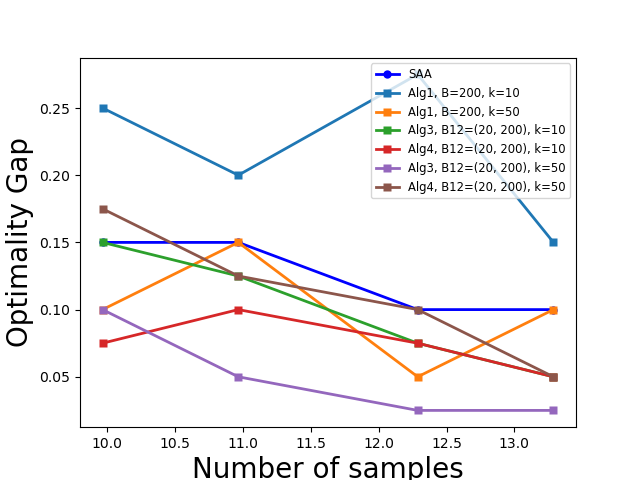 SAA
Alg1, B=200, k=10
Alg1, B=200, k=50
Alg3, B12=(20, 200), k=10
Alg4, B12=(20, 200), k=10
Alg3, B12=(20, 200), k=50
Alg4, B12=(20, 200), k=50
Optimality Gap
0.25
0.20
0.15
0.10
0.05
10.0 10.5 11.0 11.5 12.0 12.5 13.0
Number of samples